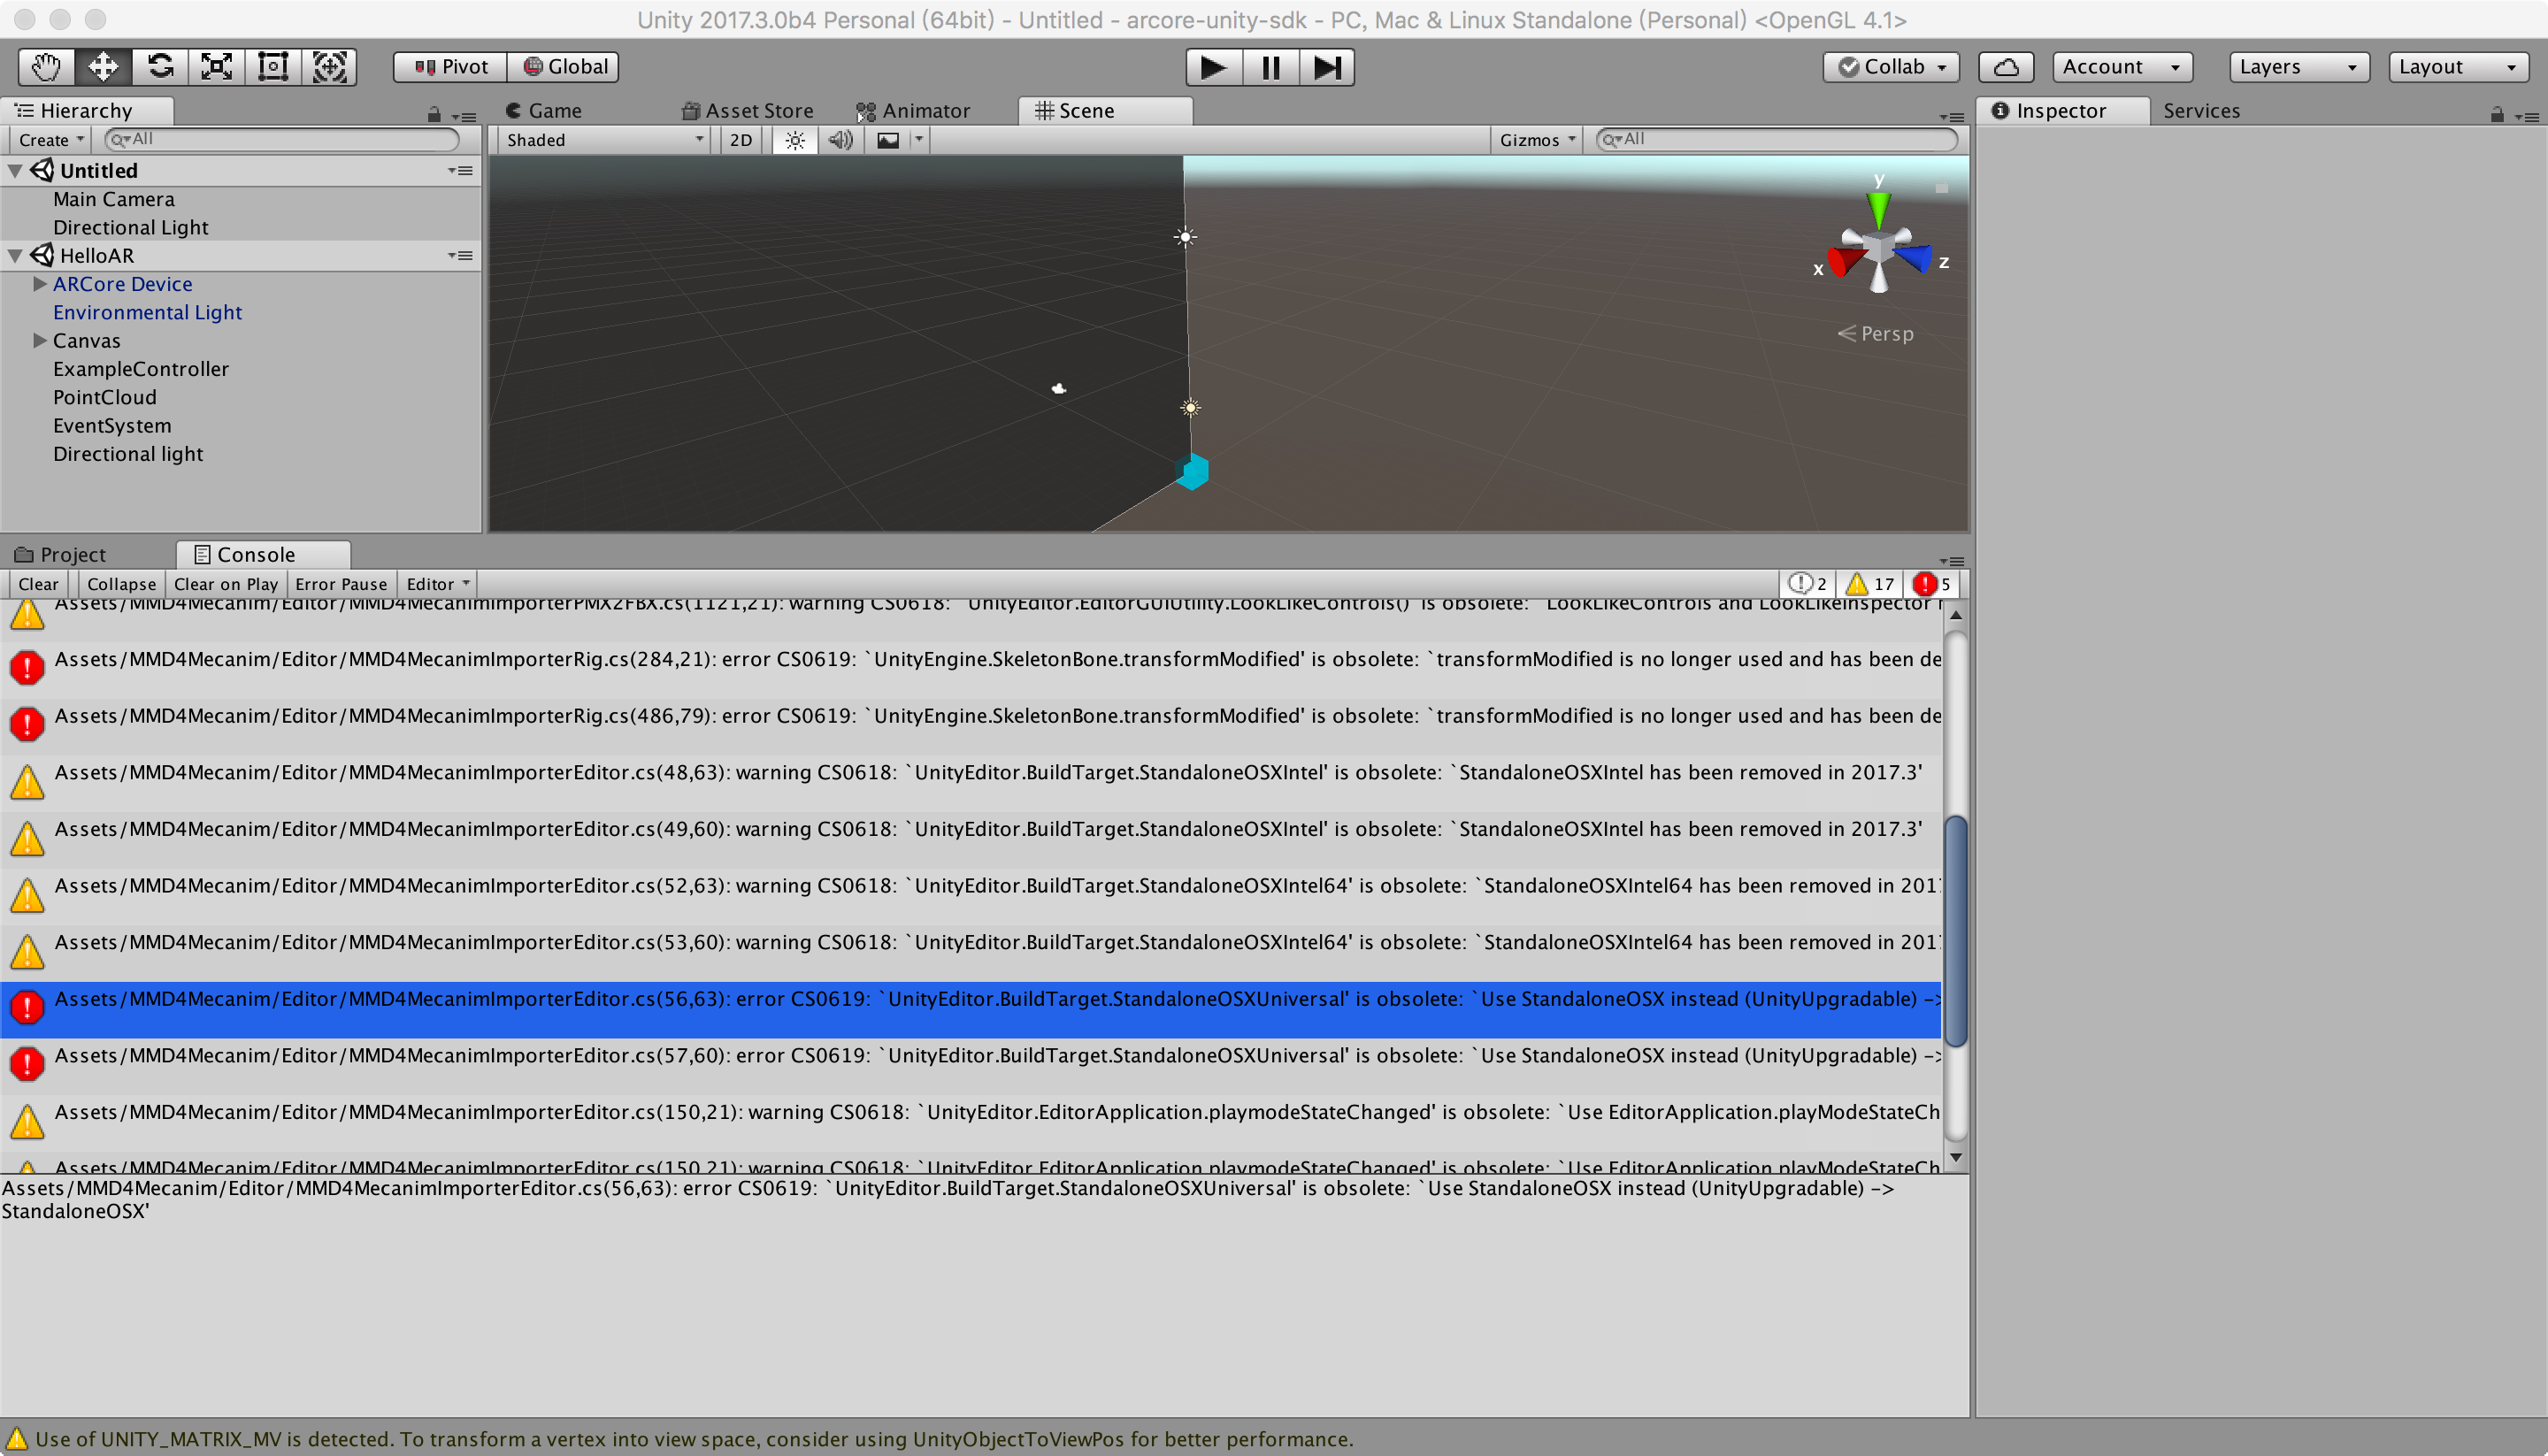 Unity 2017.3.0b4 Personal (64bit) - Untitled - arcore-unity-sdk - PC, Mac & Linux Standalone (Personal) <OpenGL 4.1>
Pivot Global Collab Account Layers Layout
Hierarchy
Create All
Untitled
Main Camera
Directional Light
HelloAR
ARCore Device
Environmental Light
Canvas
ExampleController
PointCloud
EventSystem
Directional light
Game Asset Store Animator Scene
Shaded 2D Gizmos All
y
x z
Persp
Inspector Services
Project Console
Clear Collapse Clear on Play Error Pause Editor 2 17 5
Assets/MMD4Mecanim/Editor/MMD4MecanimImporterPMX2FBX.cs(1121,21): warning CS0618: `UnityEditor.EditorGUIUtility.LookLikeControls()' is obsolete: `LookLikeControls and LookLikeInspector
Assets/MMD4Mecanim/Editor/MMD4MecanimImporterRig.cs(284,21): error CS0619: `UnityEngine.SkeletonBone.transformModified' is obsolete: `transformModified is no longer used and has been de
Assets/MMD4Mecanim/Editor/MMD4MecanimImporterRig.cs(486,79): error CS0619: `UnityEngine.SkeletonBone.transformModified' is obsolete: `transformModified is no longer used and has been de
Assets/MMD4Mecanim/Editor/MMD4MecanimImporterEditor.cs(48,63): warning CS0618: `UnityEditor.BuildTarget.StandaloneOSXIntel' is obsolete: `StandaloneOSXIntel has been removed in 2017.3'
Assets/MMD4Mecanim/Editor/MMD4MecanimImporterEditor.cs(49,60): warning CS0618: `UnityEditor.BuildTarget.StandaloneOSXIntel' is obsolete: `StandaloneOSXIntel has been removed in 2017.3'
Assets/MMD4Mecanim/Editor/MMD4MecanimImporterEditor.cs(52,63): warning CS0618: `UnityEditor.BuildTarget.StandaloneOSXIntel64' is obsolete: `StandaloneOSXIntel64 has been removed in 201
Assets/MMD4Mecanim/Editor/MMD4MecanimImporterEditor.cs(53,60): warning CS0618: `UnityEditor.BuildTarget.StandaloneOSXIntel64' is obsolete: `StandaloneOSXIntel64 has been removed in 201
Assets/MMD4Mecanim/Editor/MMD4MecanimImporterEditor.cs(56,63): error CS0619: `UnityEditor.BuildTarget.StandaloneOSXUniversal' is obsolete: `Use StandaloneOSX instead (UnityUpgradable) ->
Assets/MMD4Mecanim/Editor/MMD4MecanimImporterEditor.cs(57,60): error CS0619: `UnityEditor.BuildTarget.StandaloneOSXUniversal' is obsolete: `Use StandaloneOSX instead (UnityUpgradable) ->
Assets/MMD4Mecanim/Editor/MMD4MecanimImporterEditor.cs(150,21): warning CS0618: `UnityEditor.EditorApplication.playmodeStateChanged' is obsolete: `Use EditorApplication.playModeStateCh
Assets/MMD4Mecanim/Editor/MMD4MecanimImporterEditor.cs(150,21): warning CS0618: `UnityEditor.EditorApplication.playmodeStateChanged' is obsolete: `Use EditorApplication.playModeStateCh
Assets/MMD4Mecanim/Editor/MMD4MecanimImporterEditor.cs(56,63): error CS0619: `UnityEditor.BuildTarget.StandaloneOSXUniversal' is obsolete: `Use StandaloneOSX instead (UnityUpgradable) ->
StandaloneOSX'
Use of UNITY_MATRIX_MV is detected. To transform a vertex into view space, consider using UnityObjectToViewPos for better performance.